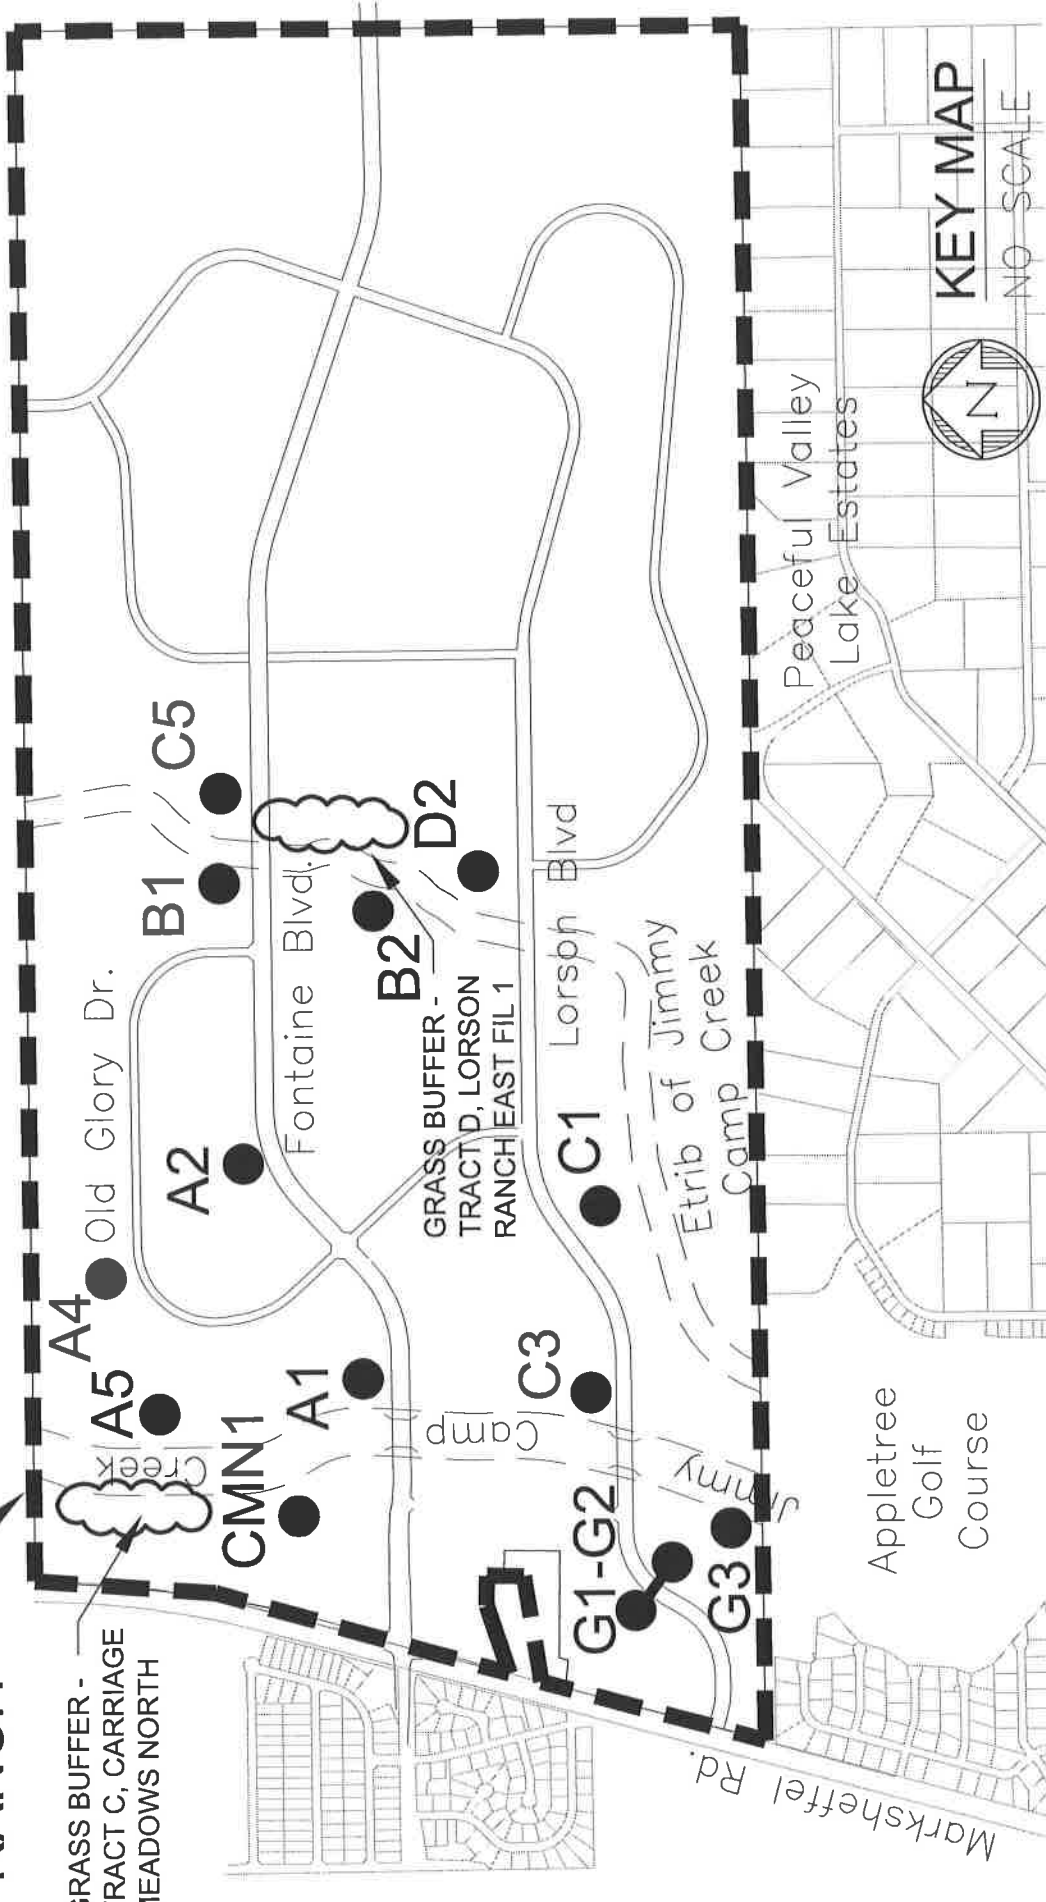 GRASS BUFFER -
TRACT C, CARRIAGE
MEADOWS NORTH
A5
A4
Old Glory Dr.
B1
C5
Creek
CMN1
A2
A1
Fontaine Blvd.
B2
D2
GRASS BUFFER -
TRACT D, LORSON
RANCH EAST FIL 1
Camp
C3
C1
Lorson Blvd
G1-G2
G3
Jimmy
Etrib of Jimmy
Camp Creek
Marksheffel Rd.
Appletree
Golf
Course
Peaceful Valley
Lake Estates
N
KEY MAP
NO SCALE